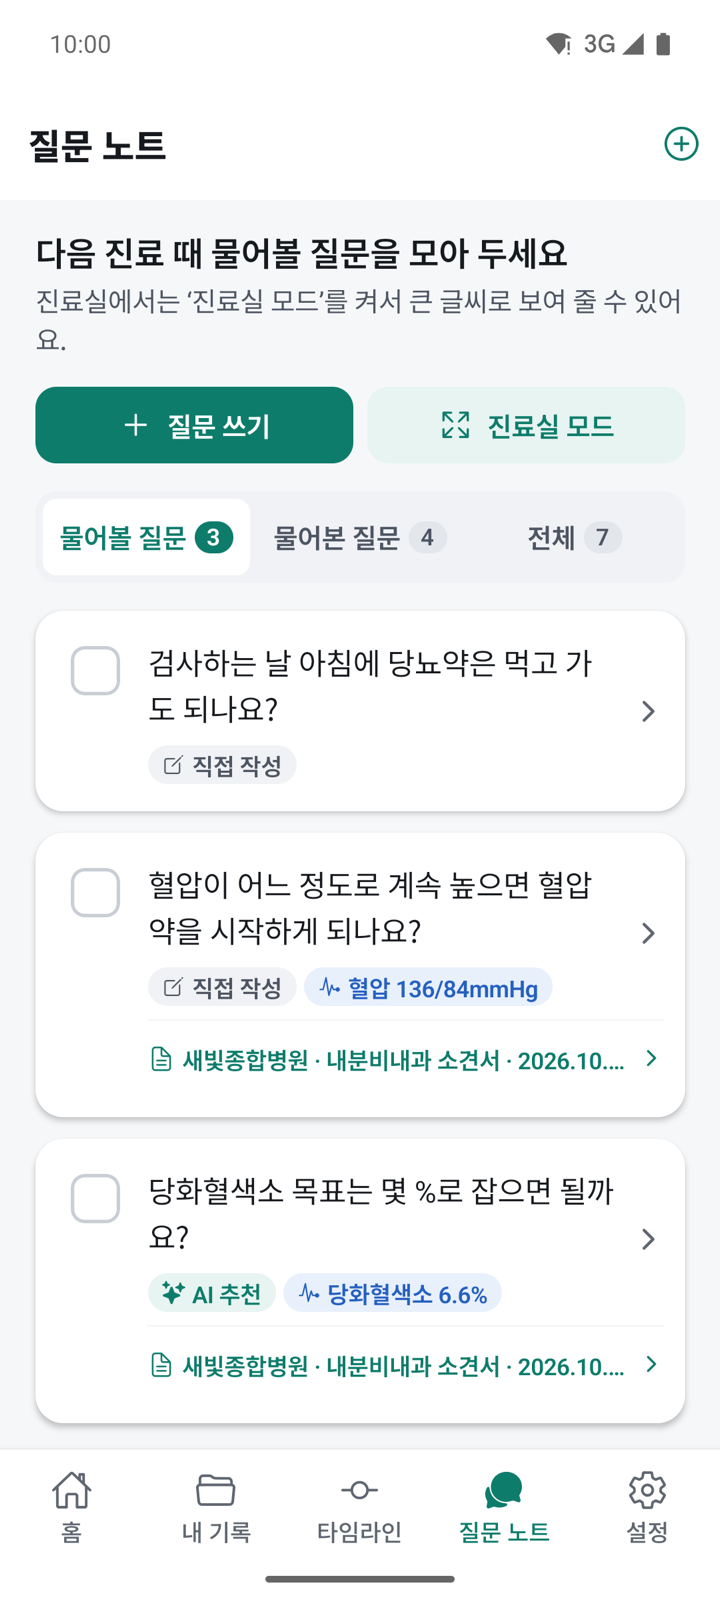 10:00
3G
질문 노트
다음 진료 때 물어볼 질문을 모아 두세요
진료실에서는 ‘진료실 모드’를 켜서 큰 글씨로 보여 줄 수 있어
요.
질문 쓰기
진료실 모드
물어볼 질문 3
물어본 질문 4
전체 7
검사하는 날 아침에 당뇨약은 먹고 가
도 되나요?
직접 작성
혈압이 어느 정도로 계속 높으면 혈압
약을 시작하게 되나요?
직접 작성
혈압 136/84mmHg
새빛종합병원 · 내분비내과 소견서 · 2026.10....
당화혈색소 목표는 몇 %로 잡으면 될까
요?
AI 추천
당화혈색소 6.6%
새빛종합병원 · 내분비내과 소견서 · 2026.10....
홈
내 기록
타임라인
질문 노트
설정